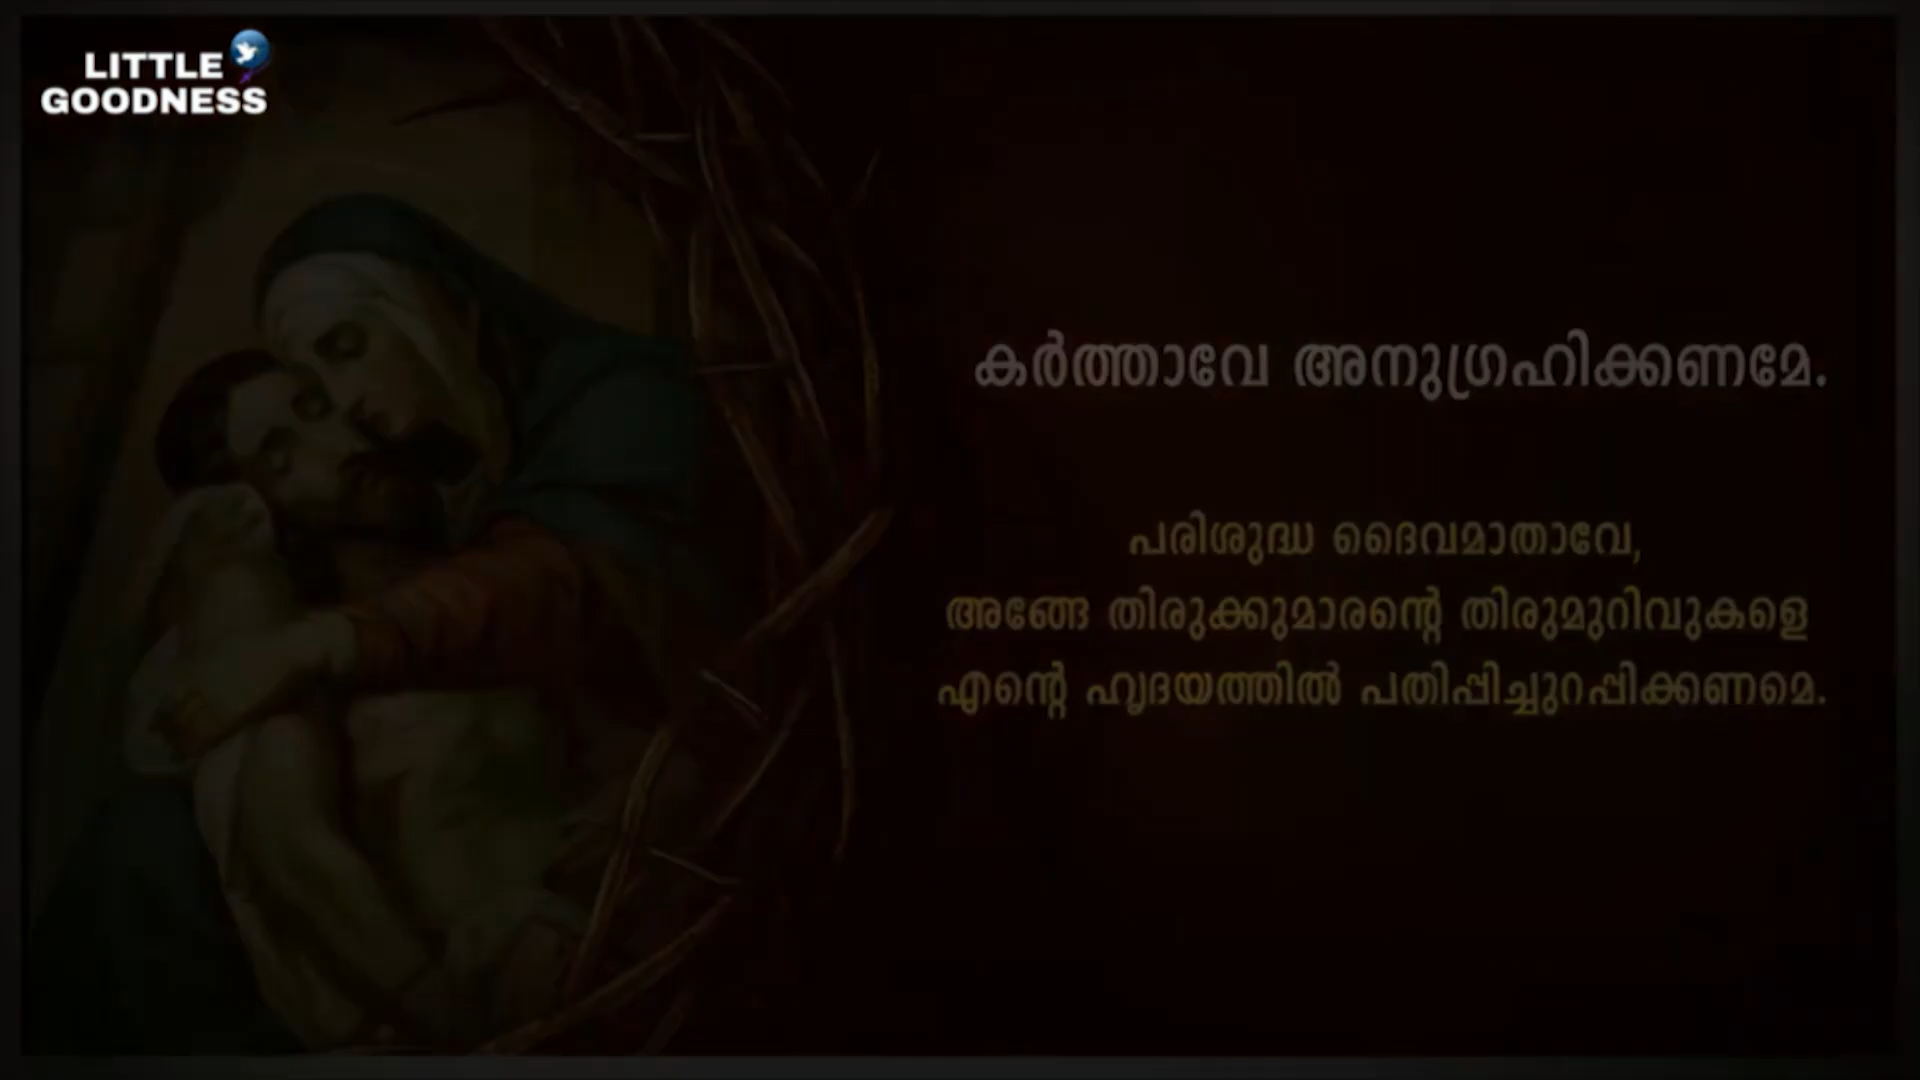 LITTLE
GOODNESS
കർത്താവേ അനുഗ്രഹിക്കണമേ.
പരിശുദ്ധ ദൈവമാതാവേ,
അങ്ങേ തിരുക്കുമാരന്റെ തിരുമുറിവുകളെ
എന്റെ ഹൃദയത്തിൽ പതിപ്പിച്ചുറപ്പിക്കണമെ.